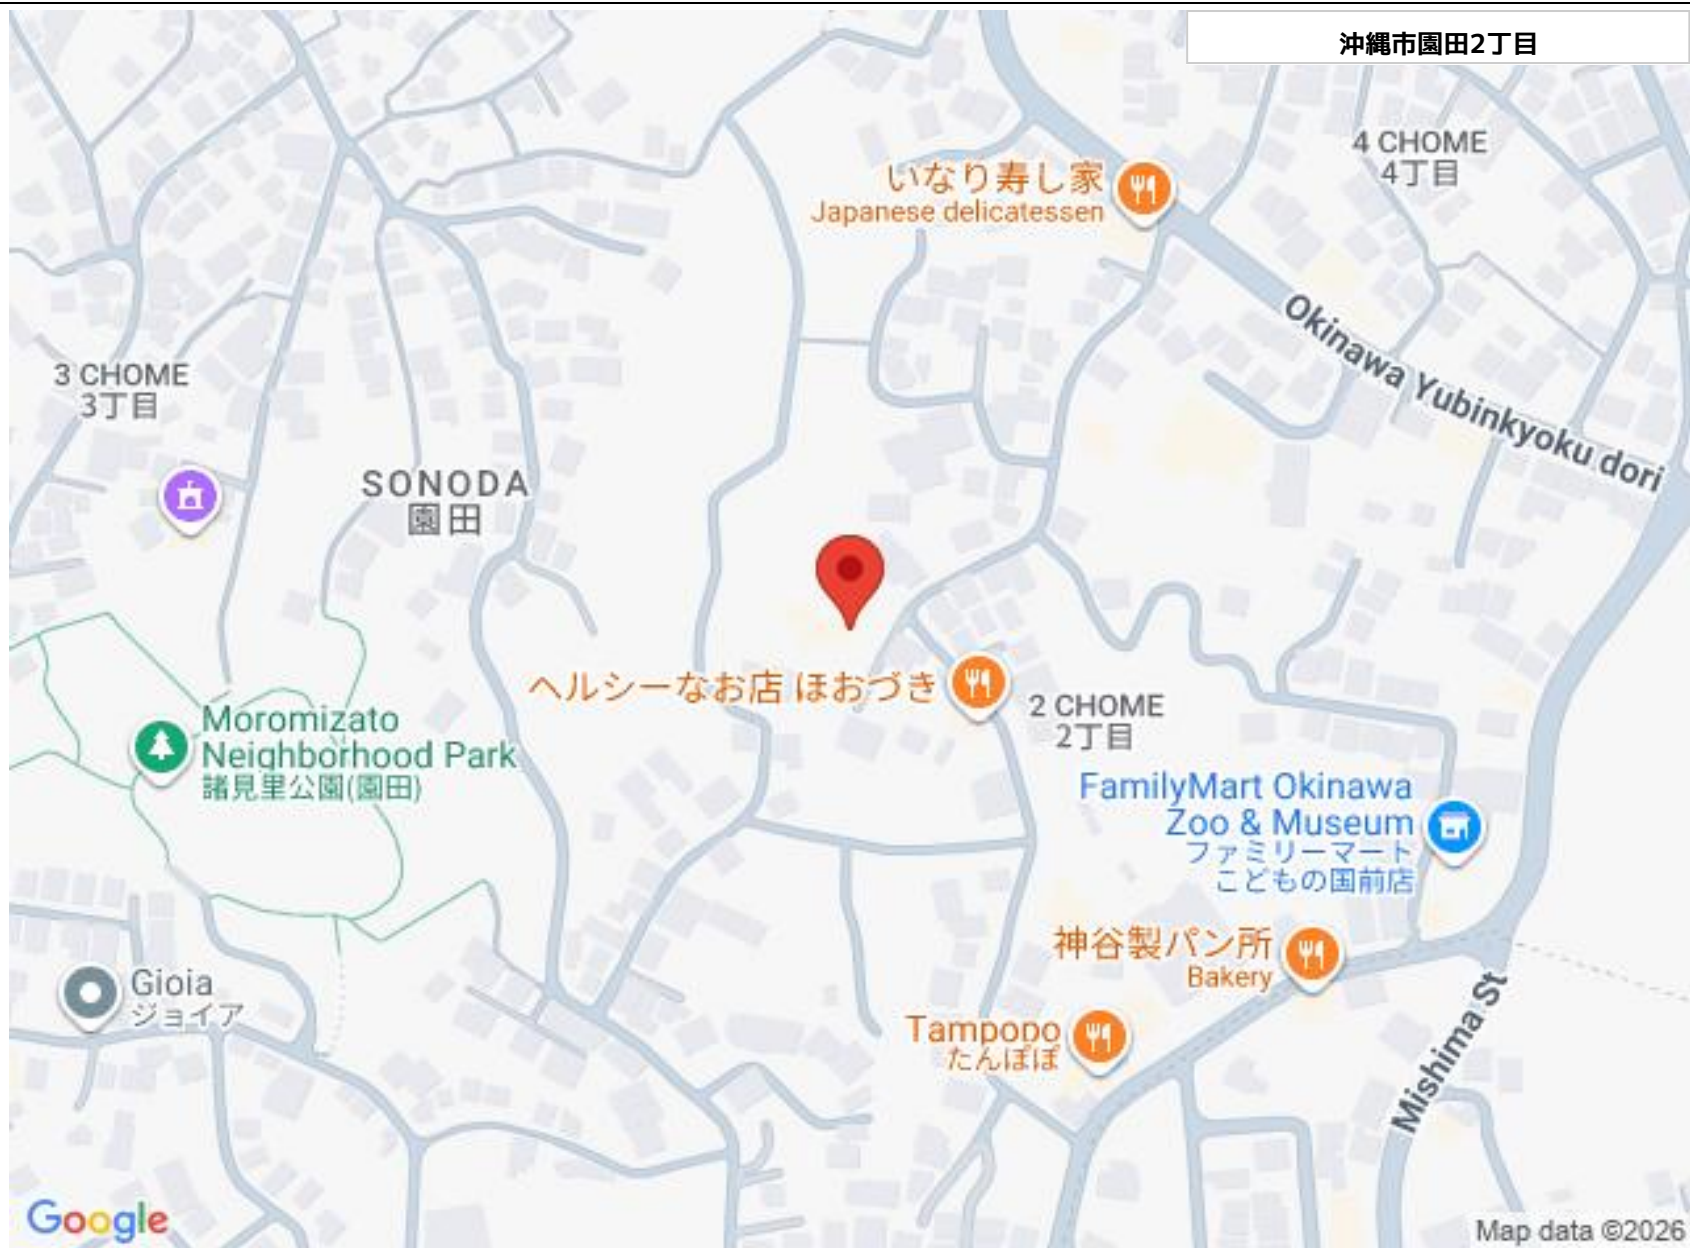 沖縄市園田2丁目
4 CHOME
4丁目
いなり寿し家
Japanese delicatessen
Okinawa Yubinkyoku dori
3 CHOME
3丁目
SONODA
園田
ヘルシーなお店 ほおづき
2 CHOME
2丁目
Moromizato
Neighborhood Park
諸見里公園(園田)
FamilyMart Okinawa
Zoo & Museum
ファミリーマート
こどもの国前店
神谷製パン所
Bakery
Gioia
ジョイア
Tampopo
たんぽぽ
Mishima St
Google
Map data ©2026